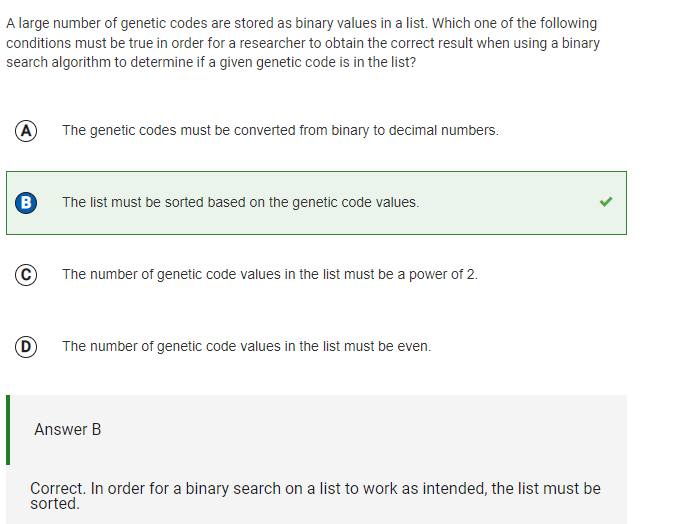 A large number of genetic codes are stored as binary values in a list. Which one of the following
conditions must be true in order for a researcher to obtain the correct result when using a binary
search algorithm to determine if a given genetic code is in the list?
A The genetic codes must be converted from binary to decimal numbers.
B The list must be sorted based on the genetic code values.
C The number of genetic code values in the list must be a power of 2.
D The number of genetic code values in the list must be even.
Answer B
Correct. In order for a binary search on a list to work as intended, the list must be
sorted.